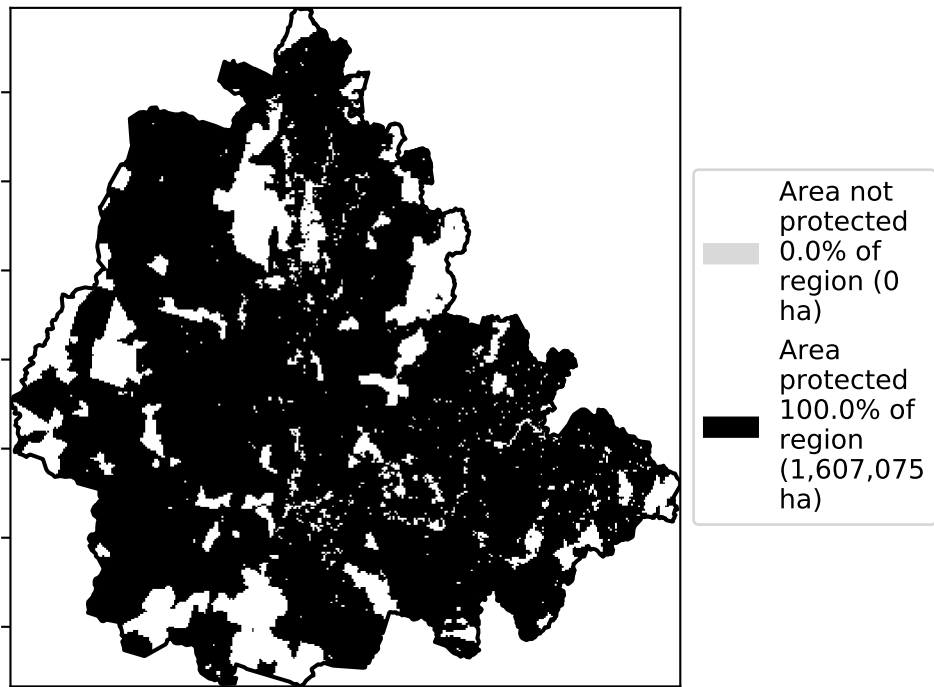 Area not
protected
0.0% of
region (0
ha)
Area
protected
100.0% of
region
(1,607,075
ha)